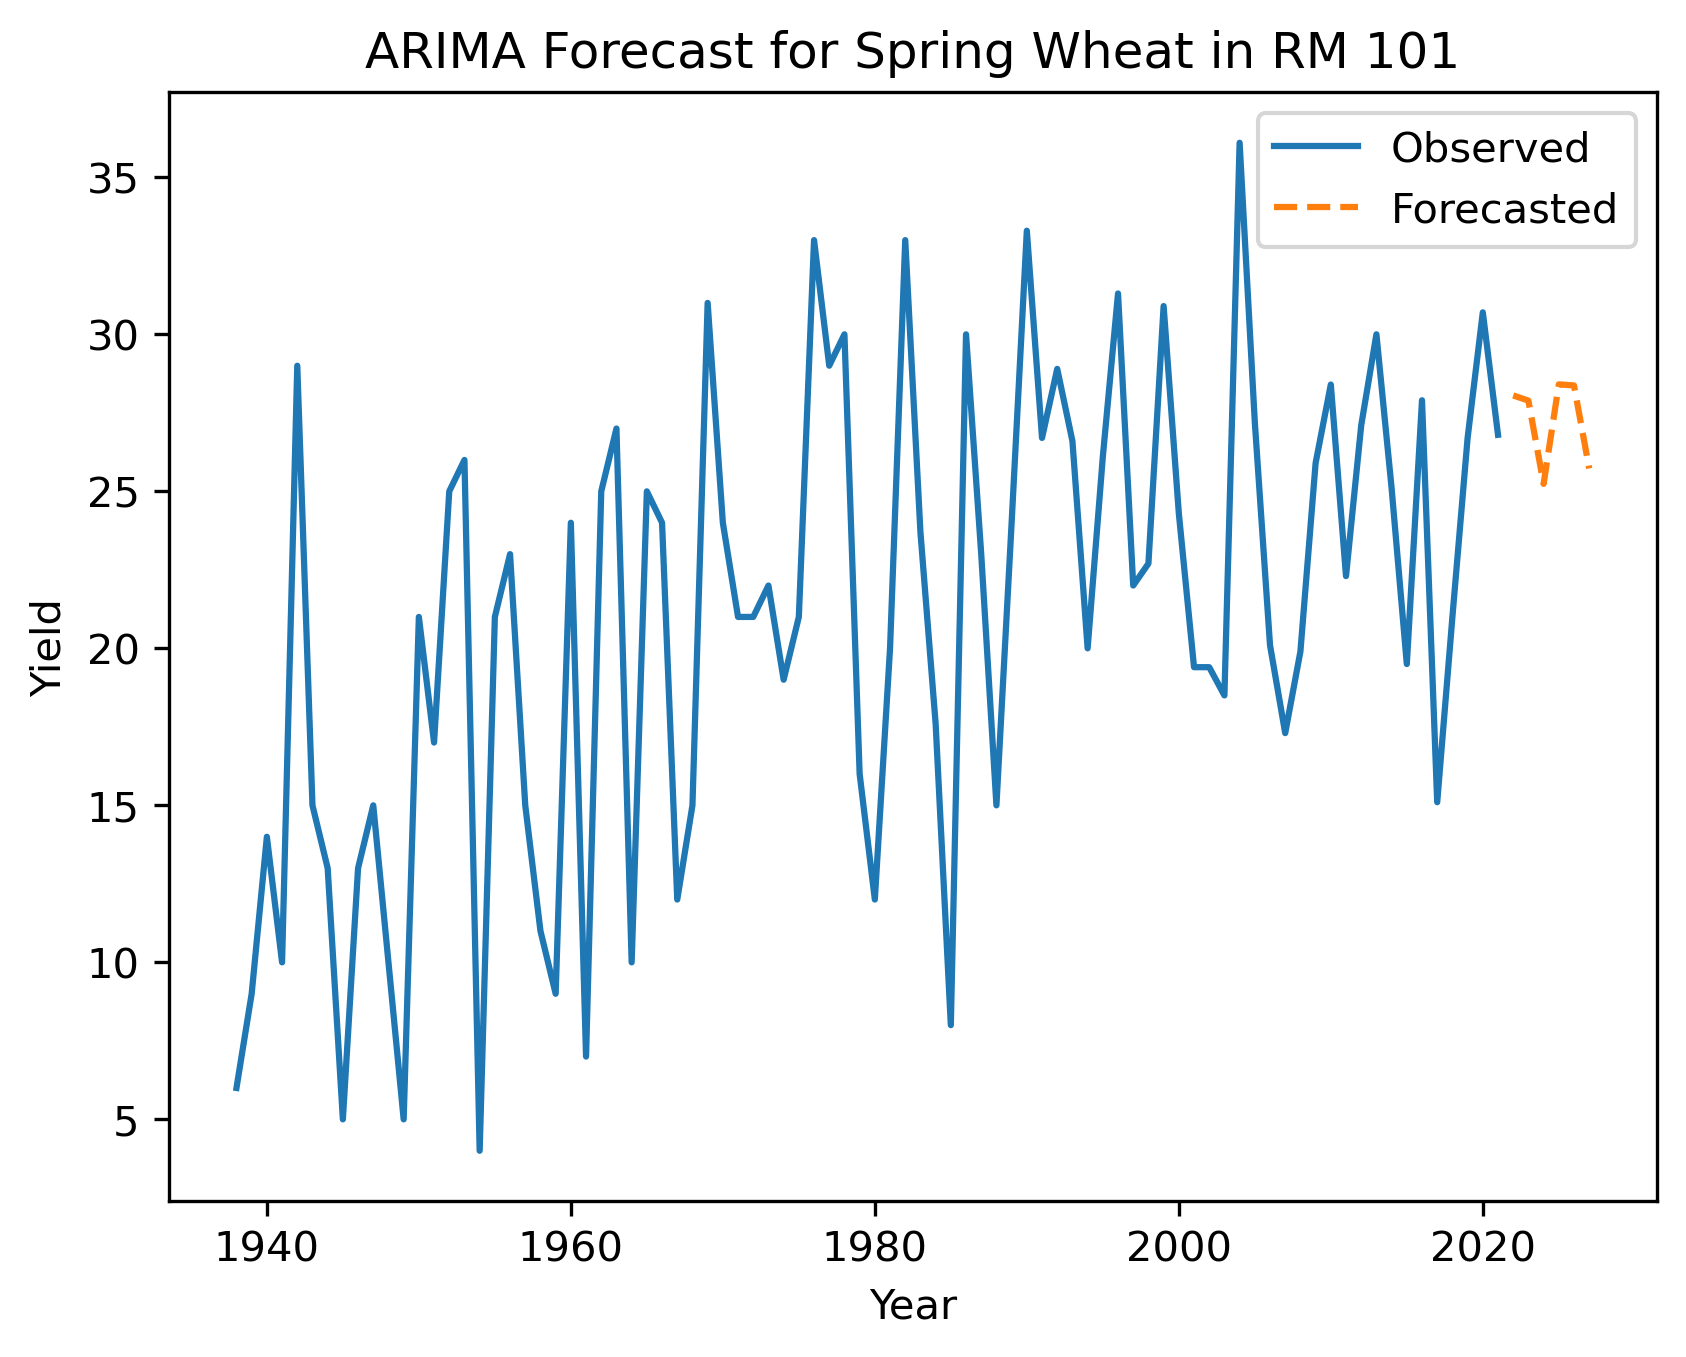 ARIMA Forecast for Spring Wheat in RM 101
Observed
Forecasted
35
30
25
20
15
10
5
Yield
1940 1960 1980 2000 2020
Year